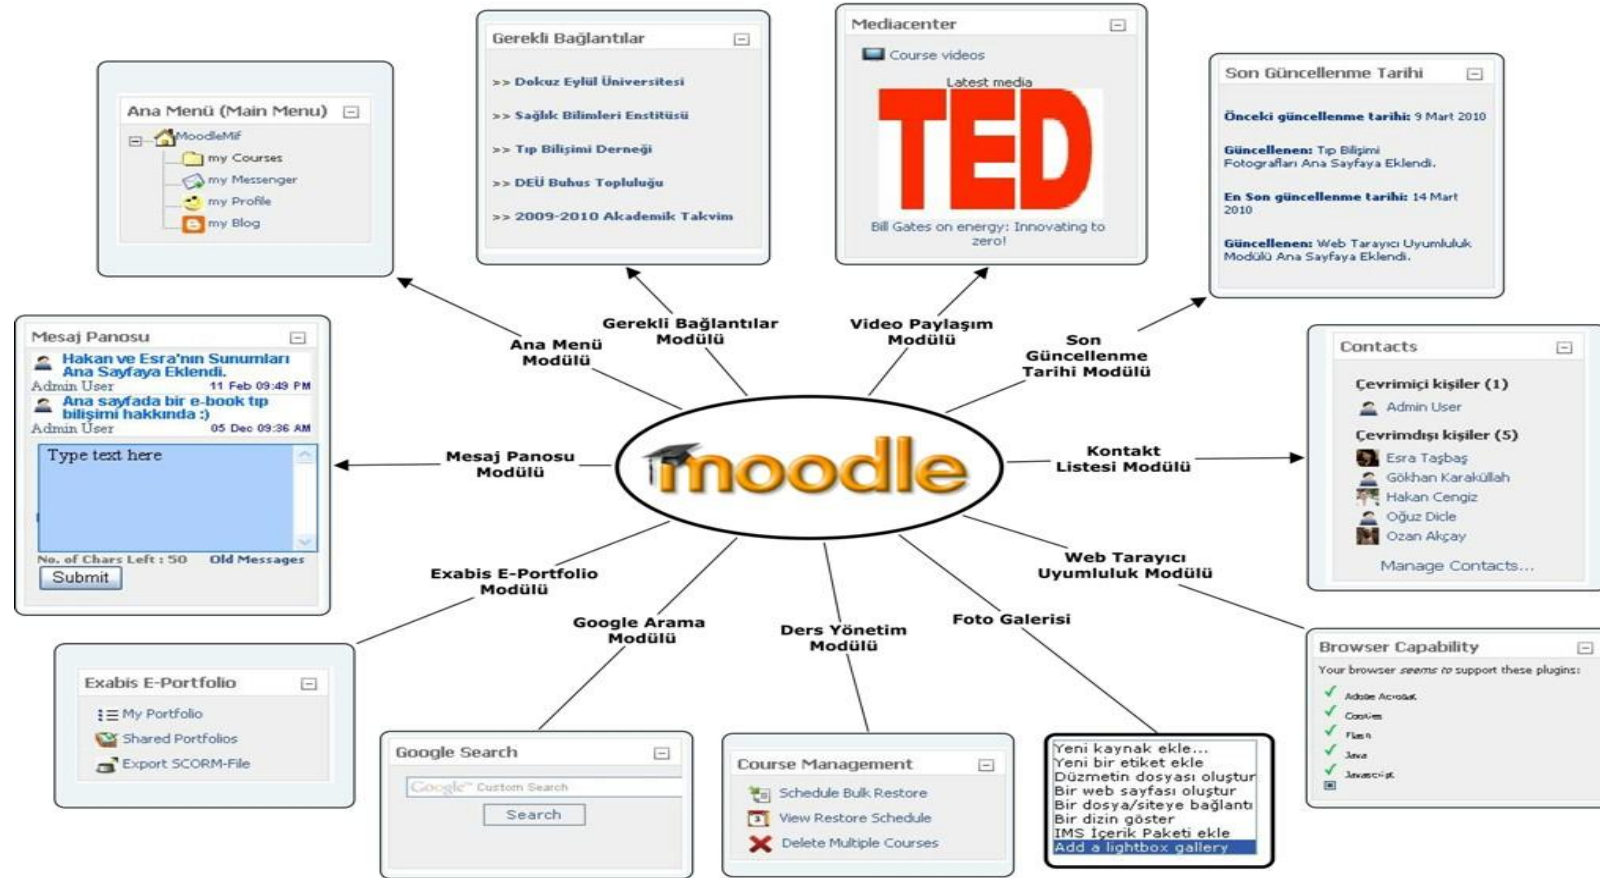 Ana Menü (Main Menu)
MoodleMif
my Courses
my Messenger
my Profile
my Blog
Gerekli Bağlantılar
>> Dokuz Eylül Üniversitesi
>> Sağlık Bilimleri Enstitüsü
>> Tıp Bilişimi Derneği
>> DEÜ Buhus Topluluğu
>> 2009-2010 Akademik Takvim
Mediacenter
Course videos
Latest media
TED
Bill Gates on energy: Innovating to
zero!
Son Güncellenme Tarihi
Önceki güncellenme tarihi: 9 Mart 2010
Güncellenen: Tıp Bilişimi
Fotografları Ana Sayfaya Eklendi.
En Son güncellenme tarihi: 14 Mart
2010
Güncellenen: Web Tarayıcı Uyumluluk
Modülü Ana Sayfaya Eklendi.
Ana Menü
Modülü
Gerekli Bağlantılar
Modülü
Video Paylaşım
Modülü
Son
Güncellenme
Tarihi Modülü
Mesaj Panosu
Hakan ve Esra'nın Sunumları
Ana Sayfaya Eklendi.
Admin User 11 Feb 09:49 PM
Ana sayfada bir e-book tıp
bilişimi hakkında :)
Admin User 05 Dec 09:36 AM
Type text here
No. of Chars Left : 50 Old Messages
Submit
Mesaj Panosu
Modülü
moodle
Kontakt
Listesi Modülü
Contacts
Çevrimiçi kişiler (1)
Admin User
Çevrimdışı kişiler (5)
Esra Taşbaş
Gökhan Karaküllah
Hakan Cengiz
Oğuz Dicle
Ozan Akçay
Manage Contacts...
Exabis E-Portfolio
Modülü
Google Arama
Modülü
Ders Yönetim
Modülü
Foto Galerisi
Web Tarayıcı
Uyumluluk Modülü
Exabis E-Portfolio
My Portfolio
Shared Portfolios
Export SCORM-File
Google Search
Google™ Custom Search
Search
Course Management
Schedule Bulk Restore
View Restore Schedule
Delete Multiple Courses
Yeni kaynak ekle...
Yeni bir etiket ekle
Düzmetin dosyası oluştur
Bir web sayfası oluştur
Bir dosya/siteye bağlantı
Bir dizin göster
IMS İçerik Paketi ekle
Add a lightbox gallery
Browser Capability
Your browser seems to support these plugins:
Adobe Acrobat
Cookies
Flash
Java
Javascript